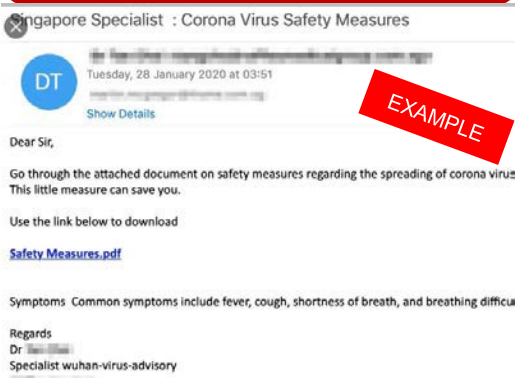 Singapore Specialist : Corona Virus Safety Measures
DT
Tuesday, 28 January 2020 at 03:51
Show Details
EXAMPLE
Dear Sir,
Go through the attached document on safety measures regarding the spreading of corona virus
This little measure can save you.
Use the link below to download
Safety Measures.pdf
Symptoms Common symptoms include fever, cough, shortness of breath, and breathing difficu
Regards
Dr
Specialist wuhan-virus-advisory